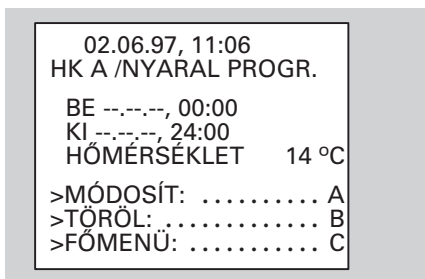 02.06.97, 11:06
HK A /NYARAL PROGR.
BE --.--.--, 00:00
KI --.--.--, 24:00
HŐMÉRSÉKLET 14 ºC
>MÓDOSÍT: .......... A
>TÖRÖL: ............ B
>FŐMENÜ: ........... C